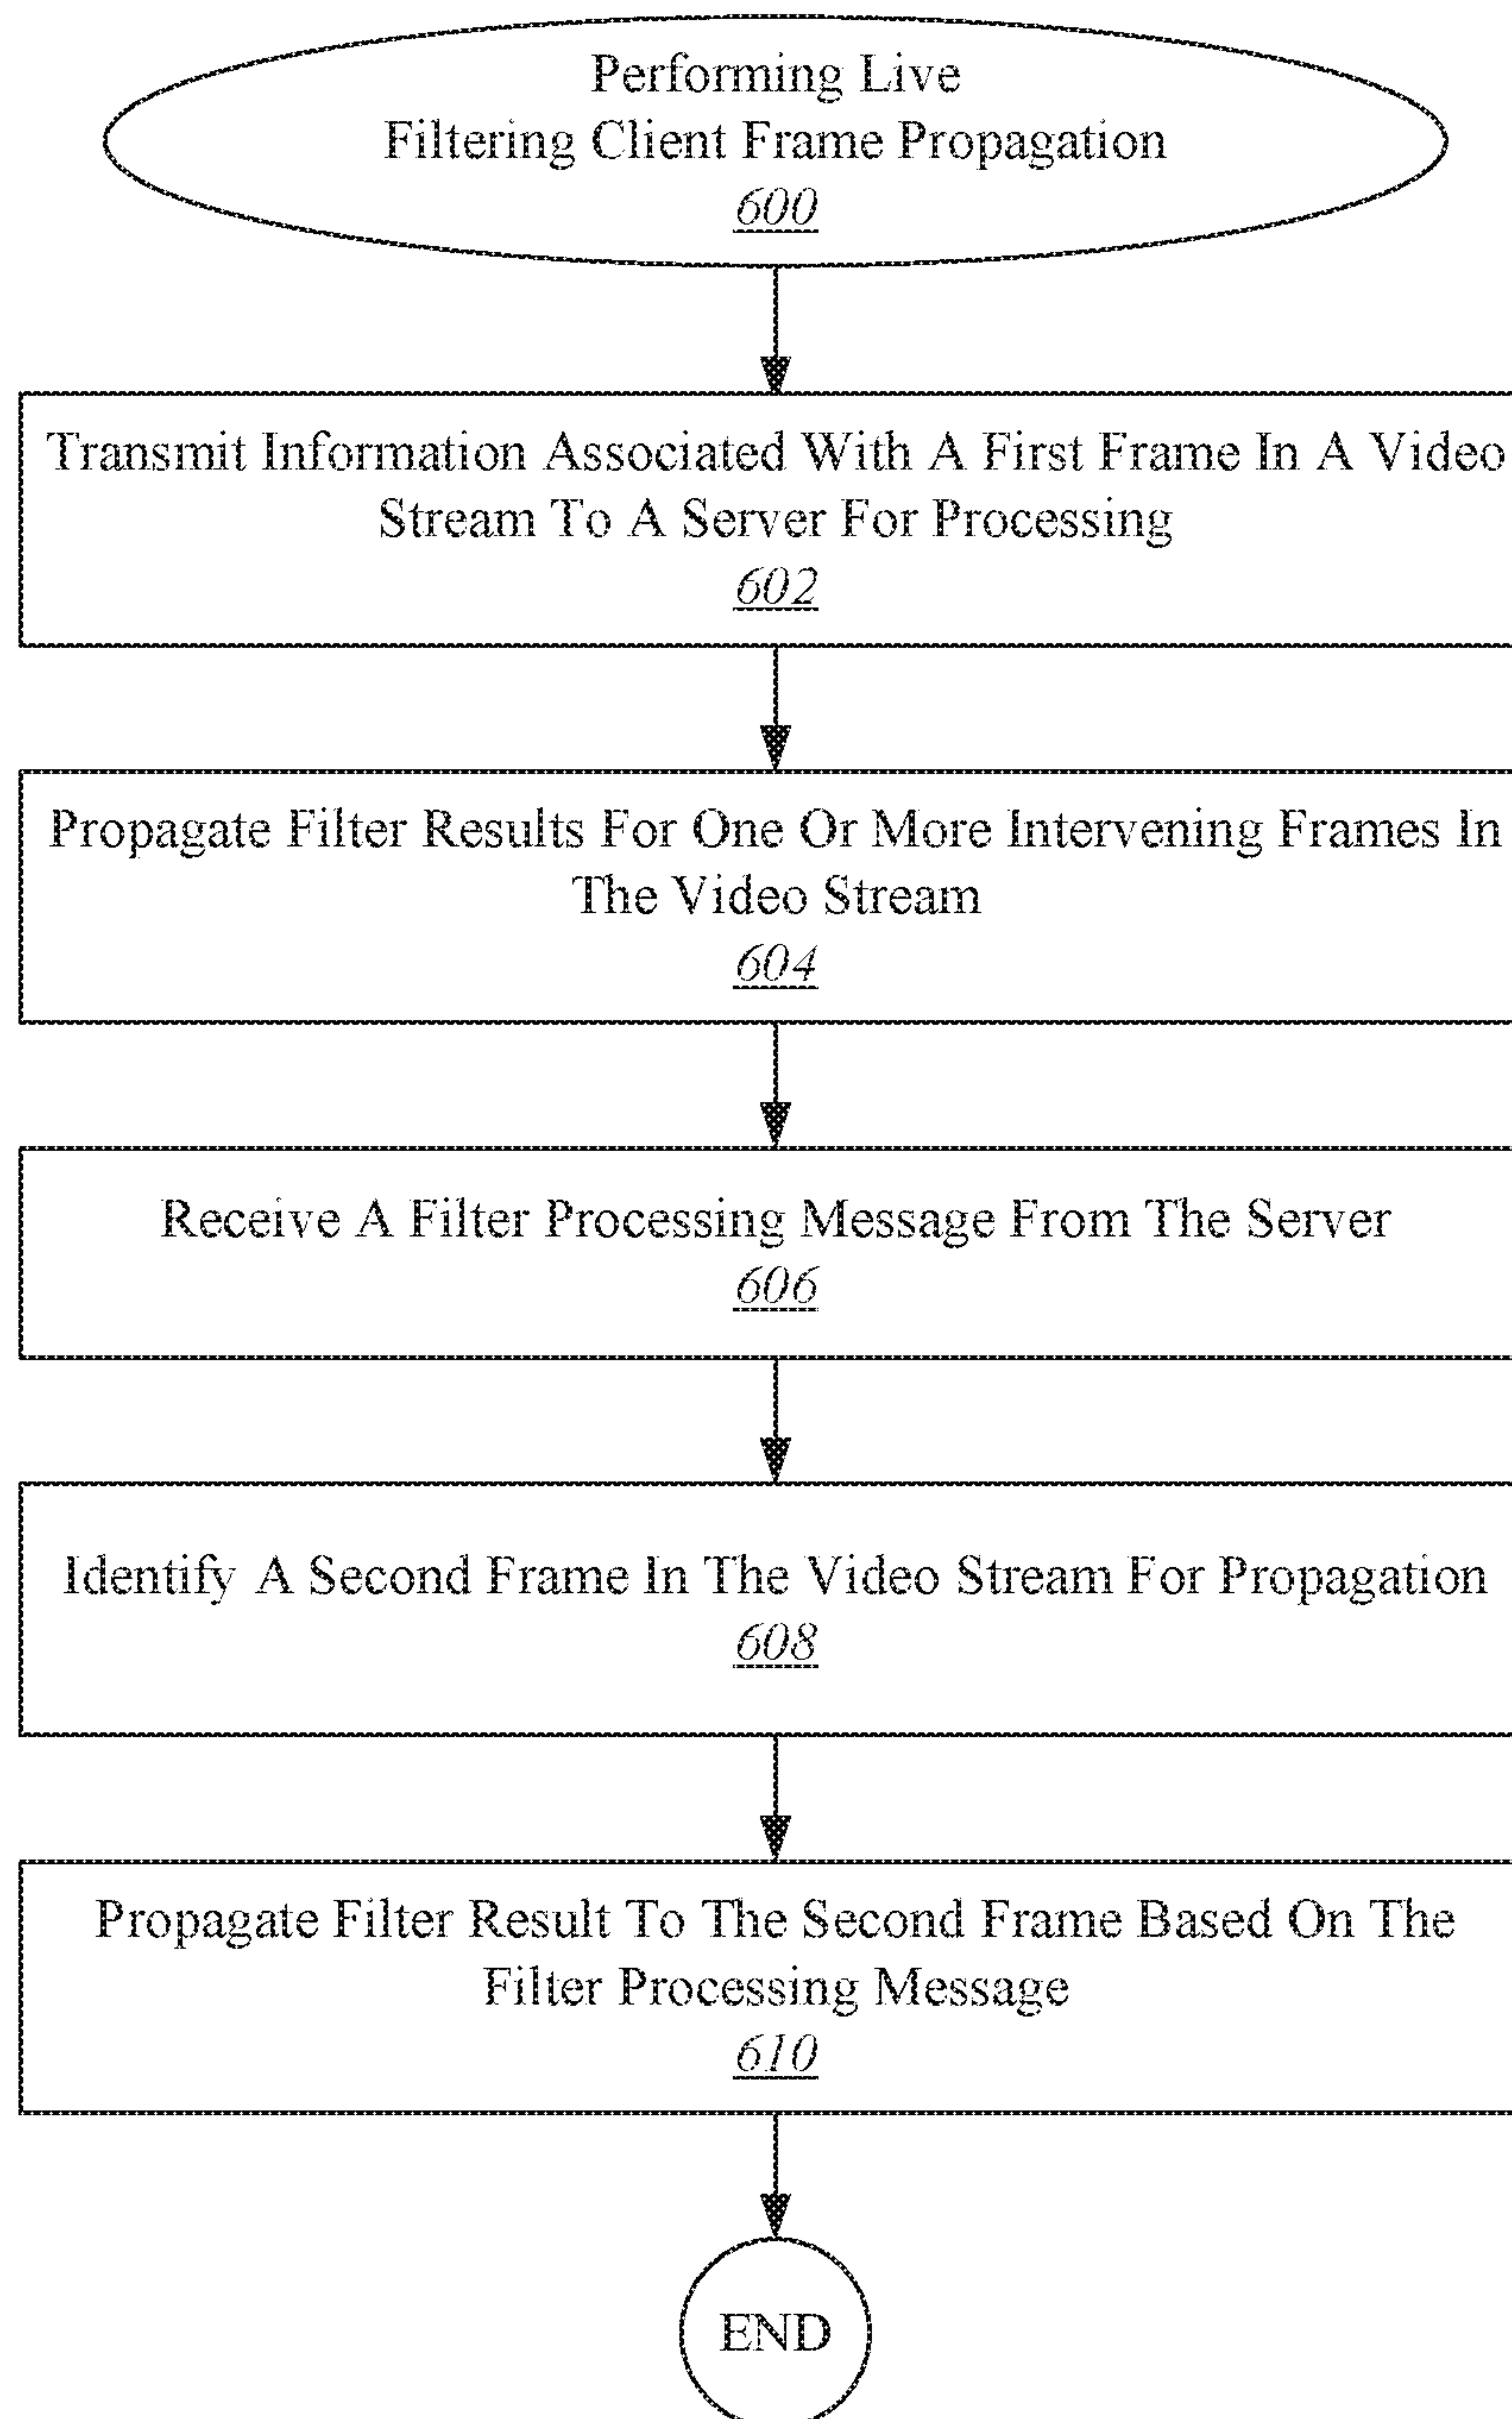 Performing Live
Filtering Client Frame Propagation
600
Transmit Information Associated With A First Frame In A Video
Stream To A Server For Processing
602
Propagate Filter Results For One Or More Intervening Frames In
The Video Stream
604
Receive A Filter Processing Message From The Server
606
Identify A Second Frame In The Video Stream For Propagation
608
Propagate Filter Result To The Second Frame Based On The
Filter Processing Message
610
END